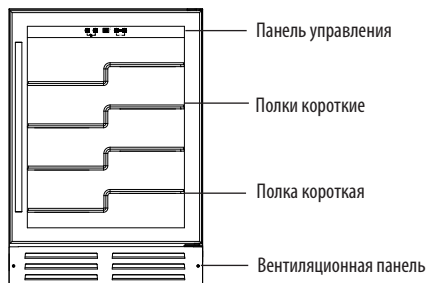 Панель управления
Полки короткие
Полка короткая
Вентиляционная панель